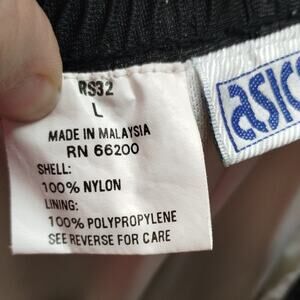 RS32
L
MADE IN MALAYSIA
RN 66200
SHELL:
100% NYLON
LINING:
100% POLYPROPYLENE
SEE REVERSE FOR CARE
asics